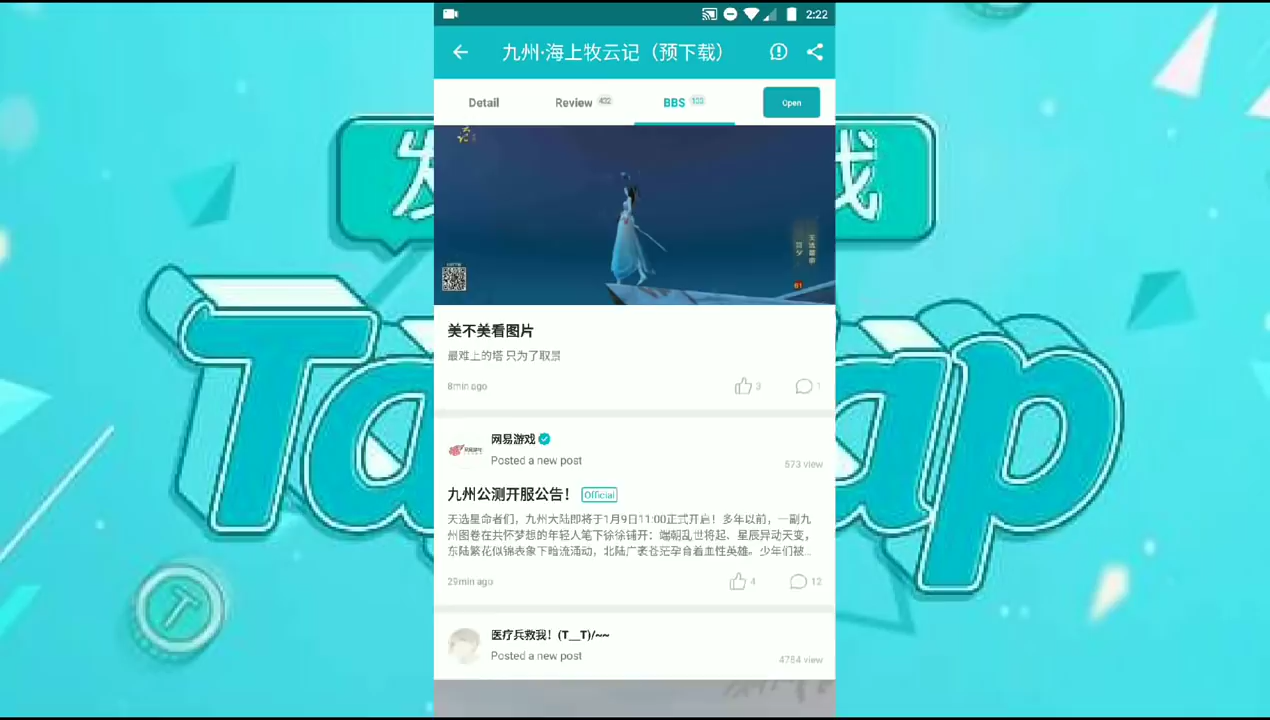 2:22
九州·海上牧云记（预下载）
Detail
Review 432
BBS
Open
美不美看图片
最难上的塔 只为了取景
8min ago
3
1
网易游戏
Posted a new post
573 view
九州公测开服公告！ Official
天选星命者们，九州大陆即将于1月9日11:00正式开启！多年以前，一副九
州图卷在共怀梦想的年轻人笔下徐徐铺开：端朝乱世将起、星辰异动天变，
东陆繁花似锦表象下暗流涌动，北陆广袤苍茫孕育着血性英雄。少年们被...
29min ago
4
12
医疗兵救我！(T__T)/~~
Posted a new post
4784 view
发
戏
Ta
ap
T